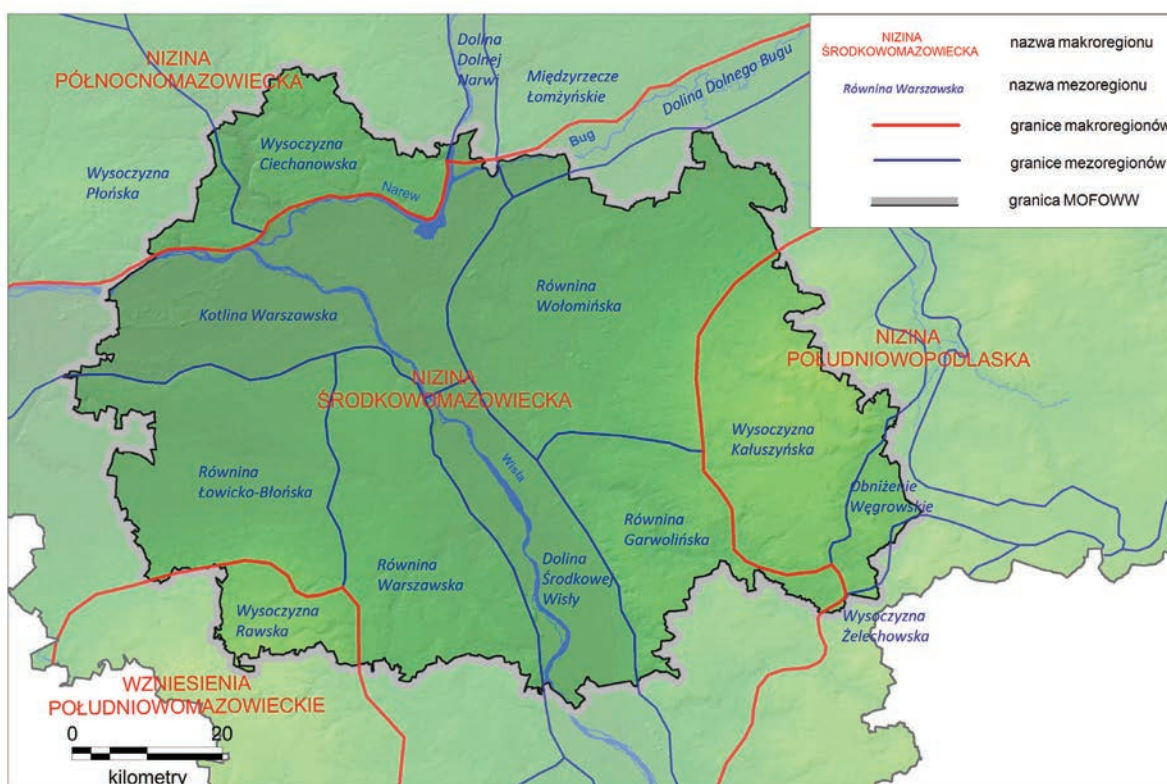 NIZINA
PÓŁNOCNOMAZOWIECKA
Dolina
Dolnej
Narwi
Międzyrzecze
Łomżyńskie
Dolina Dolnego Bugu
Bug
Wysoczyzna
Ciechanowska
Wysoczyzna
Płońska
Narew
Równina
Wołomińska
Kotlina Warszawska
NIZINA
POŁUDNIOWOPODLASKA
NIZINA
ŚRODKOWOMAZOWIECKA
Wysoczyzna
Kałuszyńska
Równina
Łowicko-Błońska
Wisła
Obniżenie
Węgrowskie
Równina
Garwolińska
Równina
Warszawska
Dolina
Środkowej
Wisły
Wysoczyzna
Rawska
Wysoczyzna
Żelechowska
WZNIESIENIA
POŁUDNIOWOMAZOWIECKIE
0 20
kilometry
NIZINA
ŚRODKOWOMAZOWIECKA
nazwa makroregionu
Równina Warszawska
nazwa mezoregionu
granice makroregionów
granice mezoregionów
granica MOFOWW